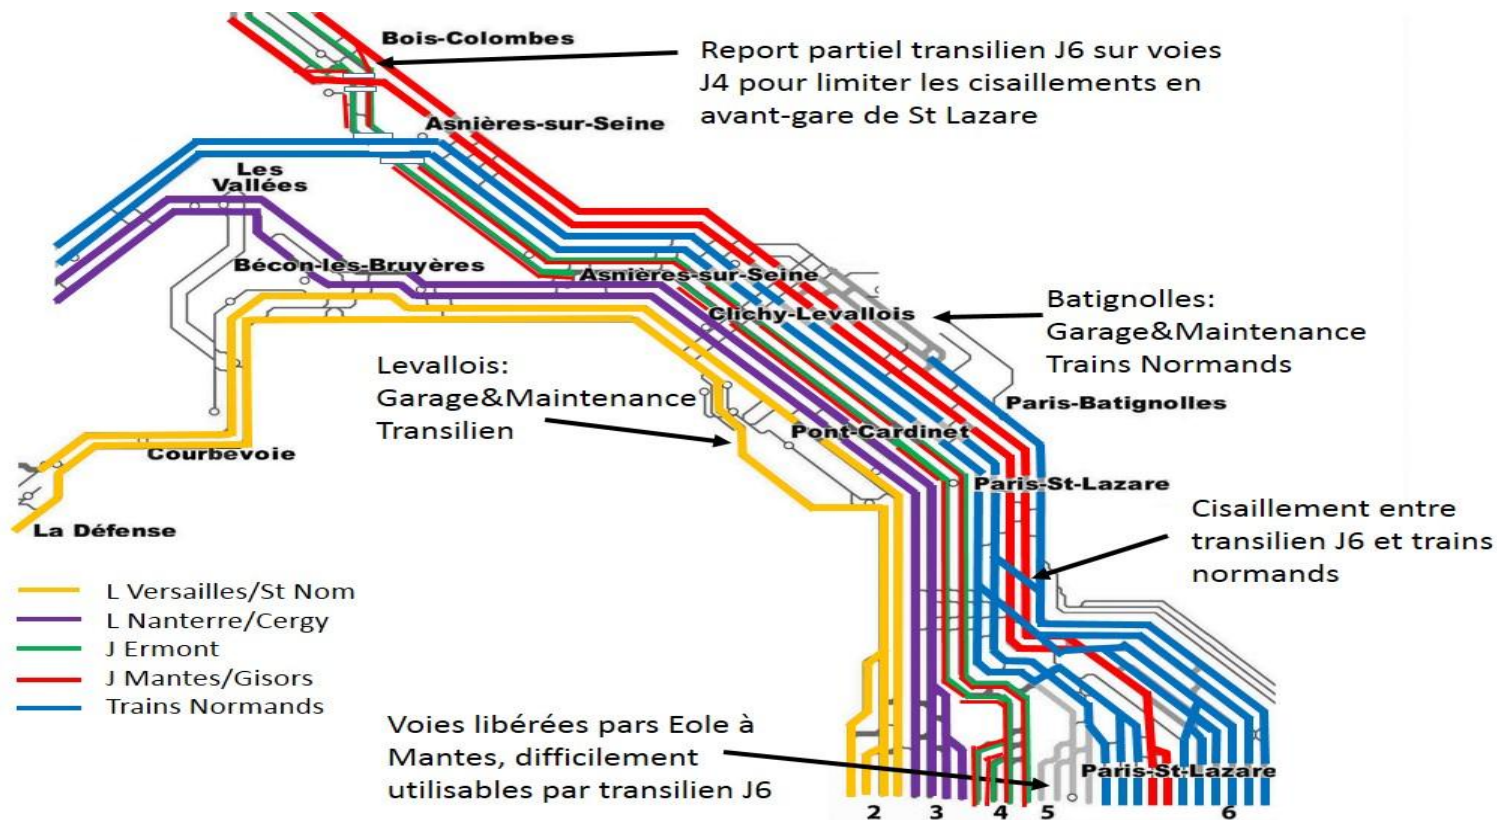 Bois-Colombes
Report partiel transilien J6 sur voies
J4 pour limiter les cisaillements en
avant-gare de St Lazare
Asnières-sur-Seine
Les
Vallées
Bécon-les-Bruyères
Asnières-sur-Seine
Clichy-Levallois
Batignolles:
Garage&Maintenance
Trains Normands
Levallois:
Garage&Maintenance
Transilien
Paris-Batignolles
Pont-Cardinet
Courbevoie
Paris-St-Lazare
La Défense
Cisaillement entre
transilien J6 et trains
normands
L Versailles/St Nom
L Nanterre/Cergy
J Ermont
J Mantes/Gisors
Trains Normands
Voies libérées pars Eole à
Mantes, difficilement
utilisables par transilien J6
Paris-St-Lazare
2 3 4 5 6